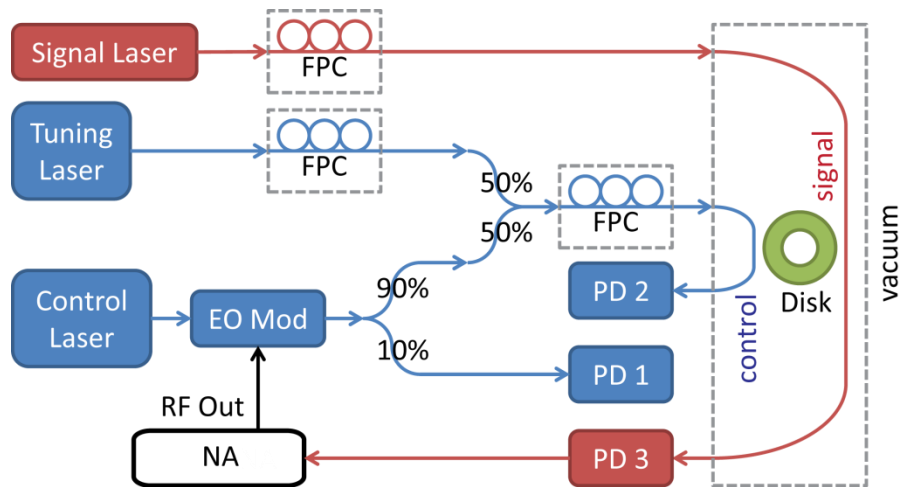 Signal Laser
FPC
Tuning
Laser
FPC
50%
50%
FPC
signal
vacuum
Control
Laser
EO Mod
90%
10%
PD 2
Disk
control
PD 1
RF Out
NA
PD 3